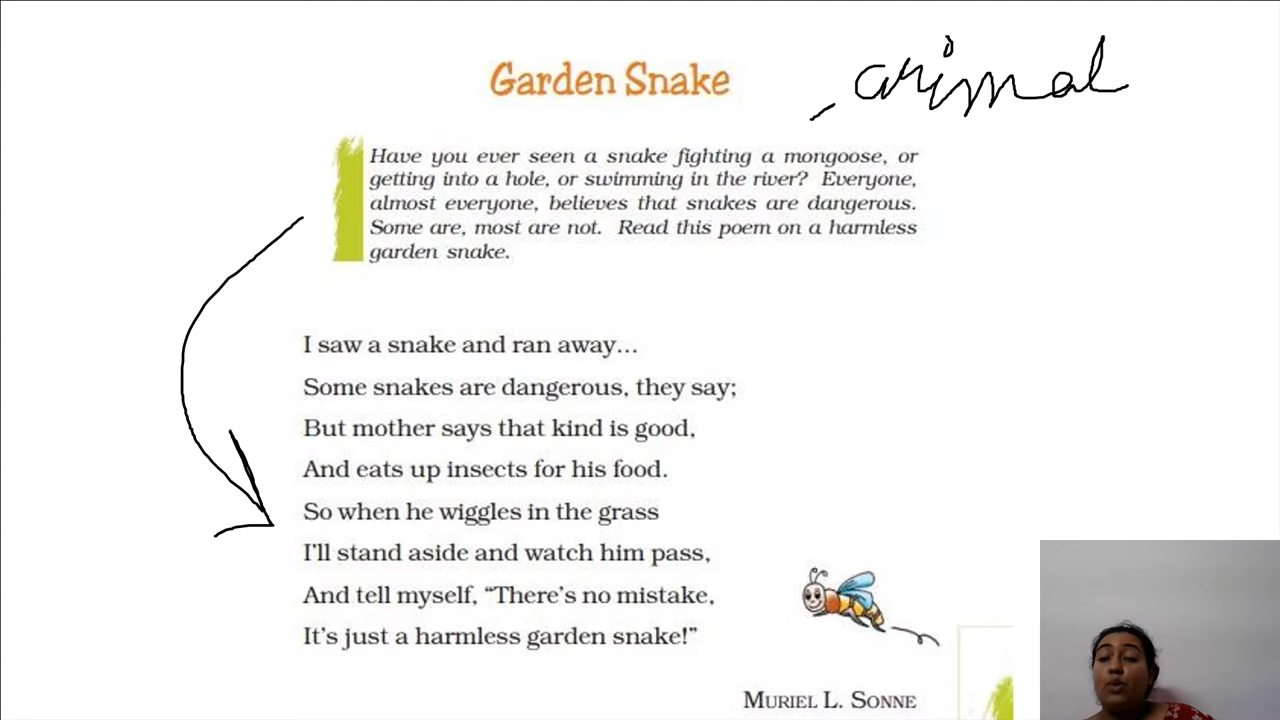 Garden Snake
animal
Have you ever seen a snake fighting a mongoose, or
getting into a hole, or swimming in the river? Everyone,
almost everyone, believes that snakes are dangerous.
Some are, most are not. Read this poem on a harmless
garden snake.
I saw a snake and ran away...
Some snakes are dangerous, they say;
But mother says that kind is good,
And eats up insects for his food.
So when he wiggles in the grass
I'll stand aside and watch him pass,
And tell myself, “There's no mistake,
It's just a harmless garden snake!”
MURIEL L. SONNE